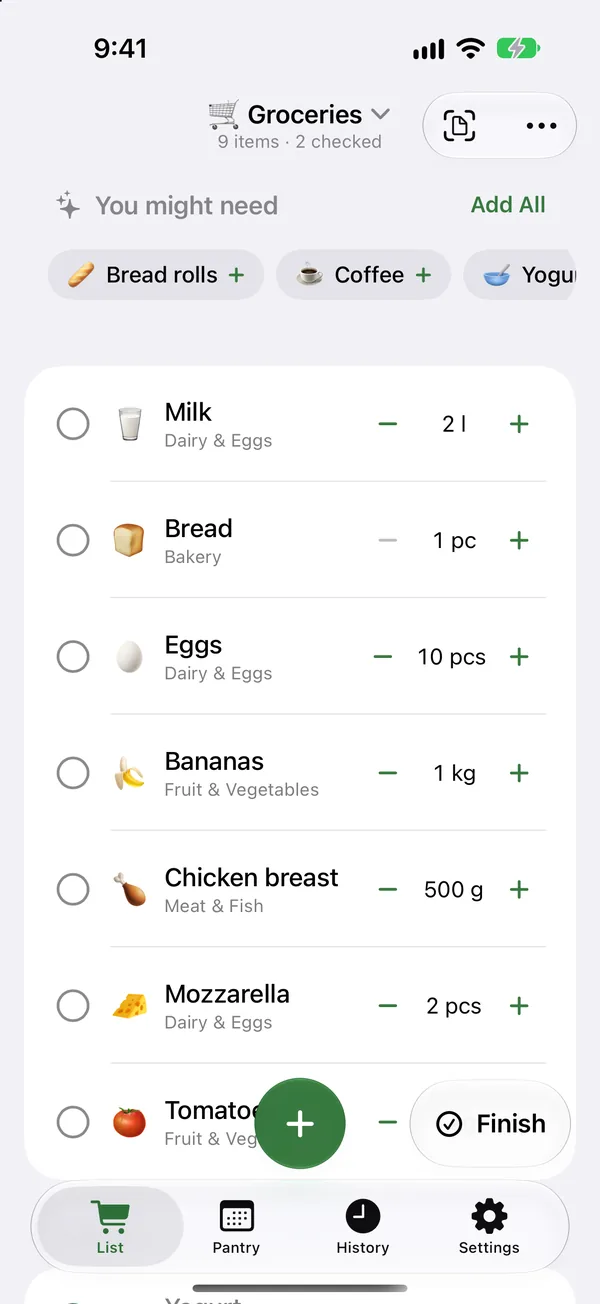 9:41
Groceries
9 items · 2 checked
You might need
Add All
Bread rolls +
Coffee +
Milk
Dairy & Eggs
2 l
Bread
Bakery
1 pc
Eggs
Dairy & Eggs
10 pcs
Bananas
Fruit & Vegetables
1 kg
Chicken breast
Meat & Fish
500 g
Mozzarella
Dairy & Eggs
2 pcs
Finish
Fruit &
List
Pantry
History
Settings